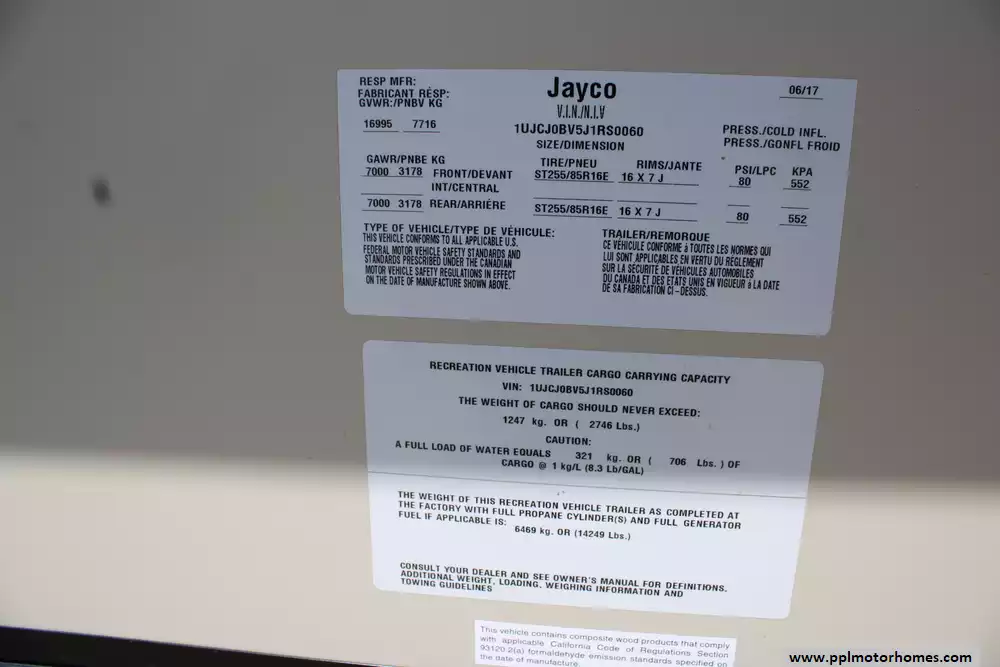 RESP MFR:
FABRICANT RÉSP:
GVWR:/PNBV KG
16995 7716
Jayco
V.I.N./N.I.V
1UJCJ0BV5J1RS0060
SIZE/DIMENSION
06/17
PRESS./COLD INFL.
PRESS./GONFL FROID
GAWR/PNBE KG TIRE/PNEU RIMS/JANTE PSI/LPC KPA
7000 3178 FRONT/DEVANT ST255/85R16E 16 X 7 J 80 552
INT/CENTRAL
7000 3178 REAR/ARRIÉRE ST255/85R16E 16 X 7 J 80 552
TYPE OF VEHICLE/TYPE DE VÉHICULE:
THIS VEHICLE CONFORMS TO ALL APPLICABLE U.S.
FEDERAL MOTOR VEHICLE SAFETY STANDARDS AND
STANDARDS PRESCRIBED UNDER THE CANADIAN
MOTOR VEHICLE SAFETY REGULATIONS IN EFFECT
ON THE DATE OF MANUFACTURE SHOWN ABOVE.
TRAILER/REMORQUE
CE VÉHICULE CONFORME à TOUTES LES NORMES QUI
LUI SONT APPLICABLES EN VERTU DU RÉGLEMENT
SUR LA SÉCURITÉ DE VÉHICULES AUTOMOBILES
DU CANADA ET DES ETATS UNIS EN VIGUEUR à LA DATE
DE SA FABRICATION CI-DESSUS.
RECREATION VEHICLE TRAILER CARGO CARRYING CAPACITY
VIN: 1UJCJ0BV5J1RS0060
THE WEIGHT OF CARGO SHOULD NEVER EXCEED:
1247 kg. OR ( 2746 Lbs.)
CAUTION:
A FULL LOAD OF WATER EQUALS 321 kg. OR ( 706 Lbs. ) OF
CARGO @ 1 kg/L (8.3 Lb/GAL)
THE WEIGHT OF THIS RECREATION VEHICLE TRAILER AS COMPLETED AT
THE FACTORY WITH FULL PROPANE CYLINDER(S) AND FULL GENERATOR
FUEL IF APPLICABLE IS:
6469 kg. OR (14249 Lbs.)
CONSULT YOUR DEALER AND SEE OWNER'S MANUAL FOR DEFINITIONS.
ADDITIONAL WEIGHT, LOADING, WEIGHING INFORMATION AND
TOWING GUIDELINES
This vehicle contains composite wood products that comply
with applicable California Code of Regulations Section
93120.2(a) formaldehyde emission standards specified on
the date of manufacture.
www.pplmotorhomes.com